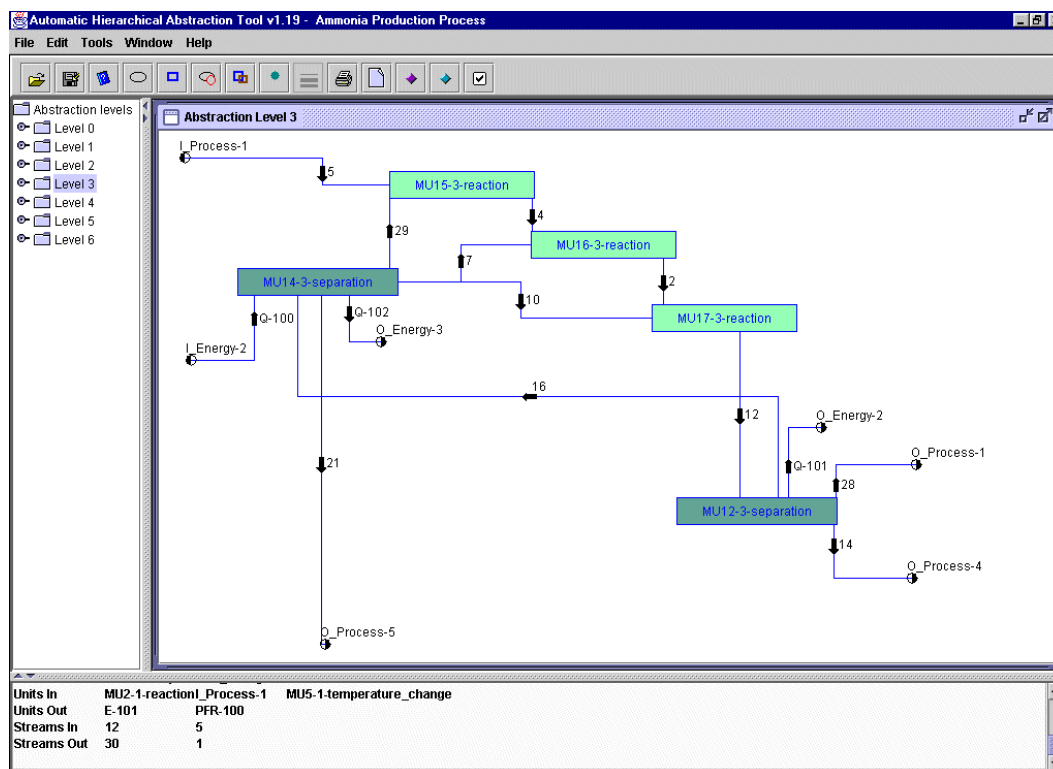 Automatic Hierarchical Abstraction Tool v1.19 - Ammonia Production Process
File Edit Tools Window Help
Abstraction levels
Level 0
Level 1
Level 2
Level 3
Level 4
Level 5
Level 6
Abstraction Level 3
I_Process-1
5
MU15-3-reaction
4
29
MU16-3-reaction
7
2
MU14-3-separation
10
Q-102
Q-100
MU17-3-reaction
O_Energy-3
I_Energy-2
16
12
O_Energy-2
O_Process-1
21
Q-101
28
MU12-3-separation
14
O_Process-4
O_Process-5
Units In MU2-1-reactionI_Process-1 MU5-1-temperature_change
Units Out E-101 PFR-100
Streams In 12 5
Streams Out 30 1